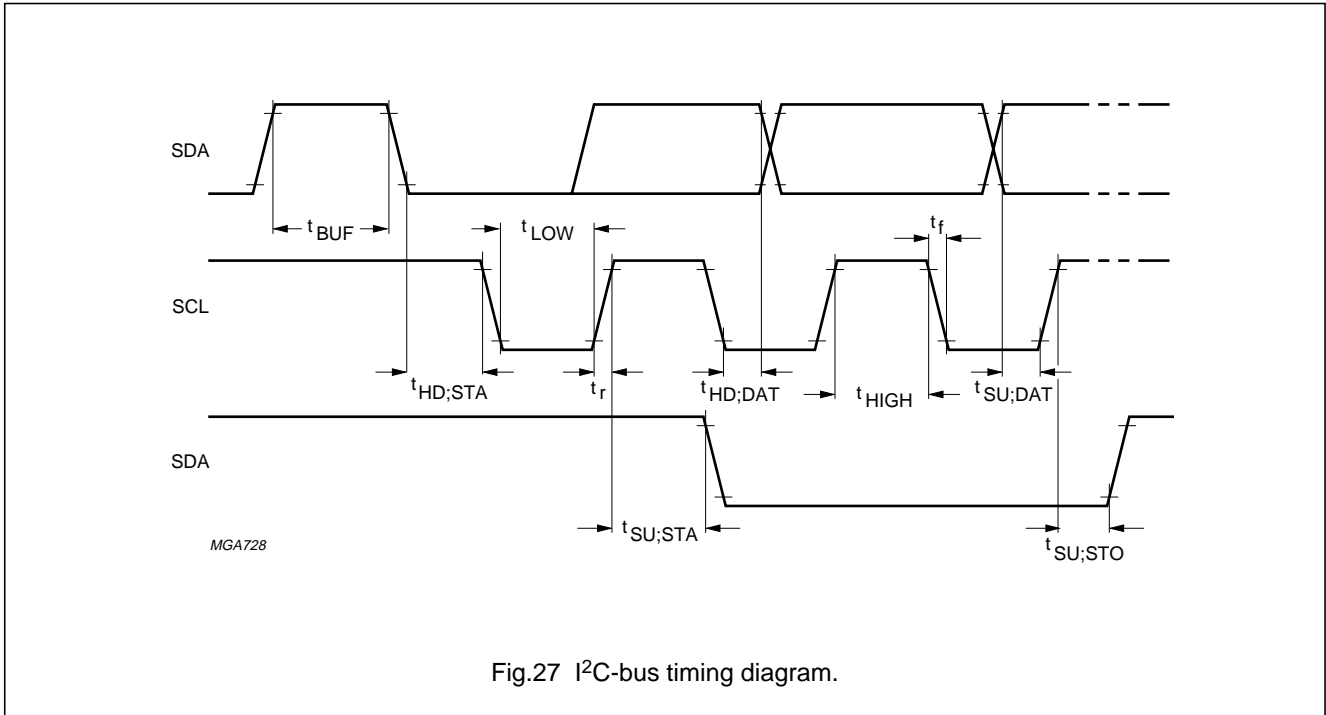 SDA
t BUF
t LOW
t f
SCL
t HD;STA
t r
t HD;DAT
t HIGH
t SU;DAT
SDA
t SU;STA
t SU;STO
MGA728
Fig.27 I²C-bus timing diagram.